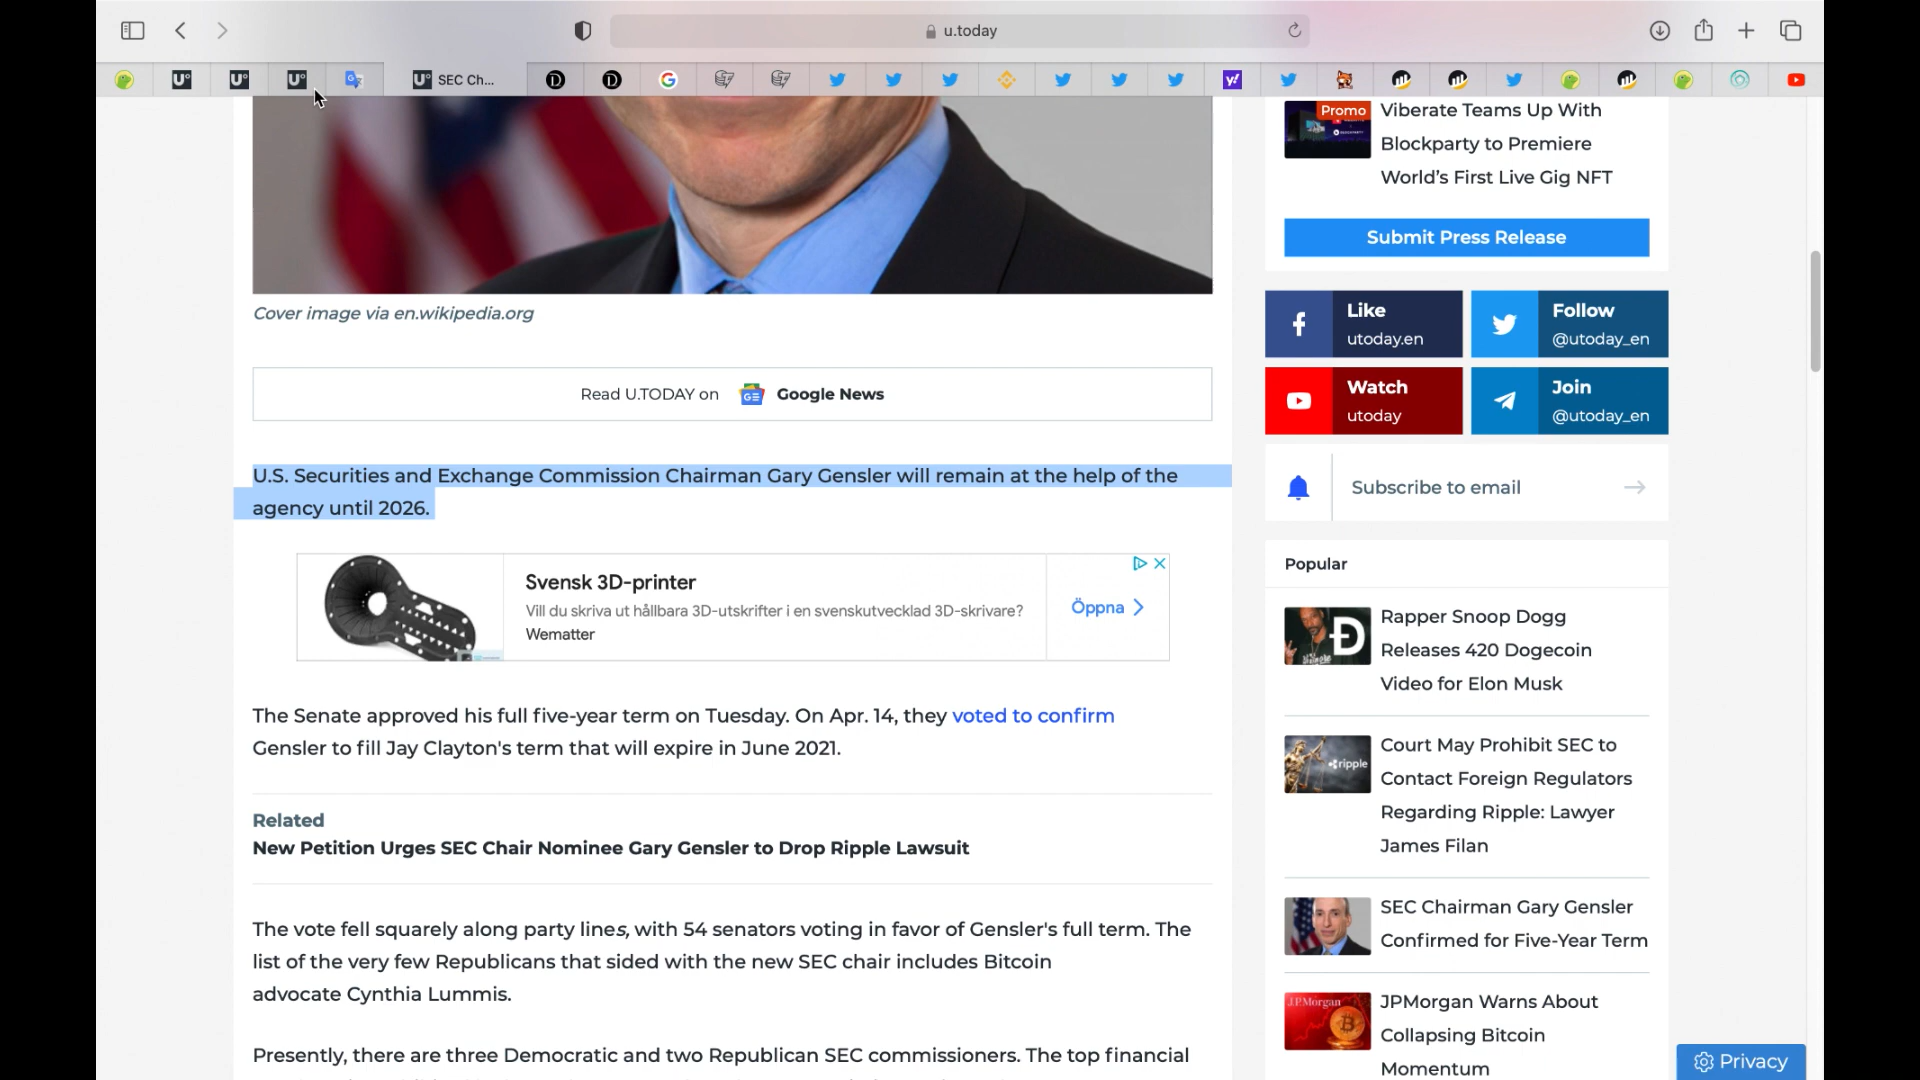 u.today
SEC Ch...
Cover image via en.wikipedia.org
Read U.TODAY on Google News
U.S. Securities and Exchange Commission Chairman Gary Gensler will remain at the help of the
agency until 2026.
Svensk 3D-printer
Vill du skriva ut hållbara 3D-utskrifter i en svenskutvecklad 3D-skrivare?
Wematter
Öppna
The Senate approved his full five-year term on Tuesday. On Apr. 14, they voted to confirm
Gensler to fill Jay Clayton's term that will expire in June 2021.
Related
New Petition Urges SEC Chair Nominee Gary Gensler to Drop Ripple Lawsuit
The vote fell squarely along party lines, with 54 senators voting in favor of Gensler's full term. The
list of the very few Republicans that sided with the new SEC chair includes Bitcoin
advocate Cynthia Lummis.
Presently, there are three Democratic and two Republican SEC commissioners. The top financial
Promo
Viberate Teams Up With
Blockparty to Premiere
World's First Live Gig NFT
Submit Press Release
Like
utoday.en
Follow
@utoday_en
Watch
utoday
Join
@utoday_en
Subscribe to email
Popular
Rapper Snoop Dogg
Releases 420 Dogecoin
Video for Elon Musk
ripple
Court May Prohibit SEC to
Contact Foreign Regulators
Regarding Ripple: Lawyer
James Filan
SEC Chairman Gary Gensler
Confirmed for Five-Year Term
J.P.Morgan
JPMorgan Warns About
Collapsing Bitcoin
Momentum
Privacy